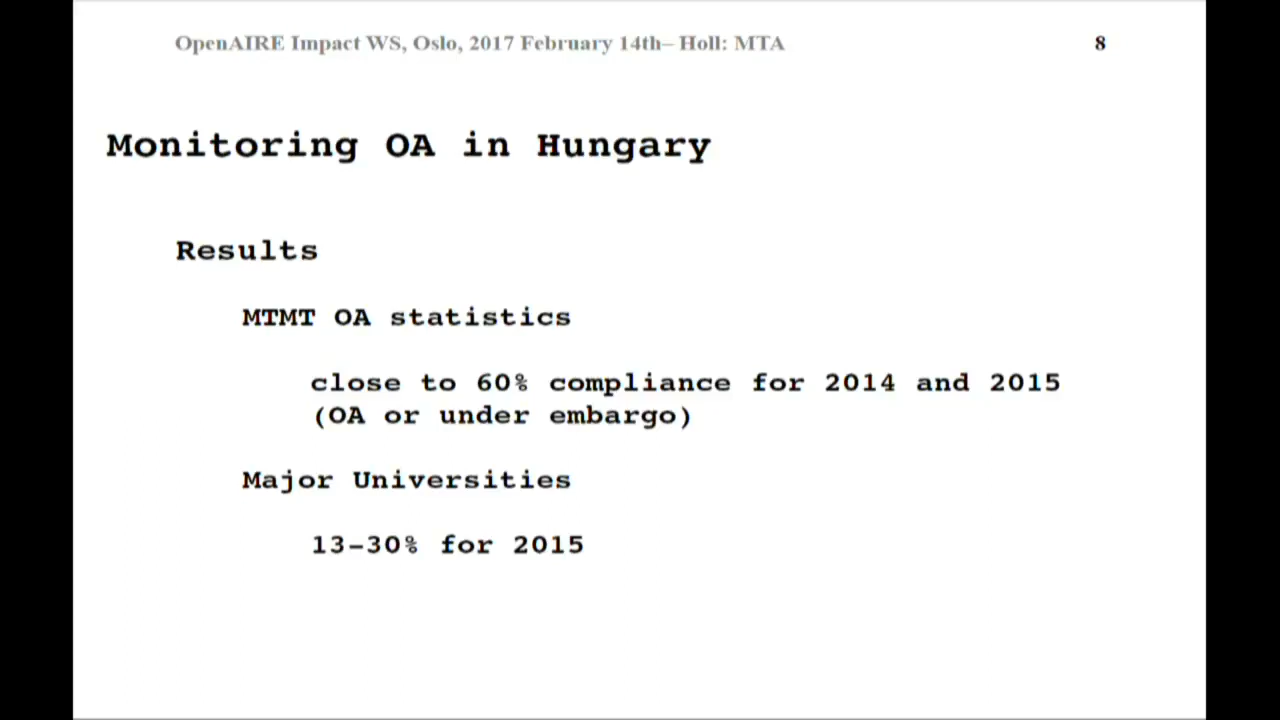 OpenAIRE Impact WS, Oslo, 2017 February 14th– Holl: MTA 8
Monitoring OA in Hungary
Results
MTMT OA statistics
close to 60% compliance for 2014 and 2015
(OA or under embargo)
Major Universities
13-30% for 2015